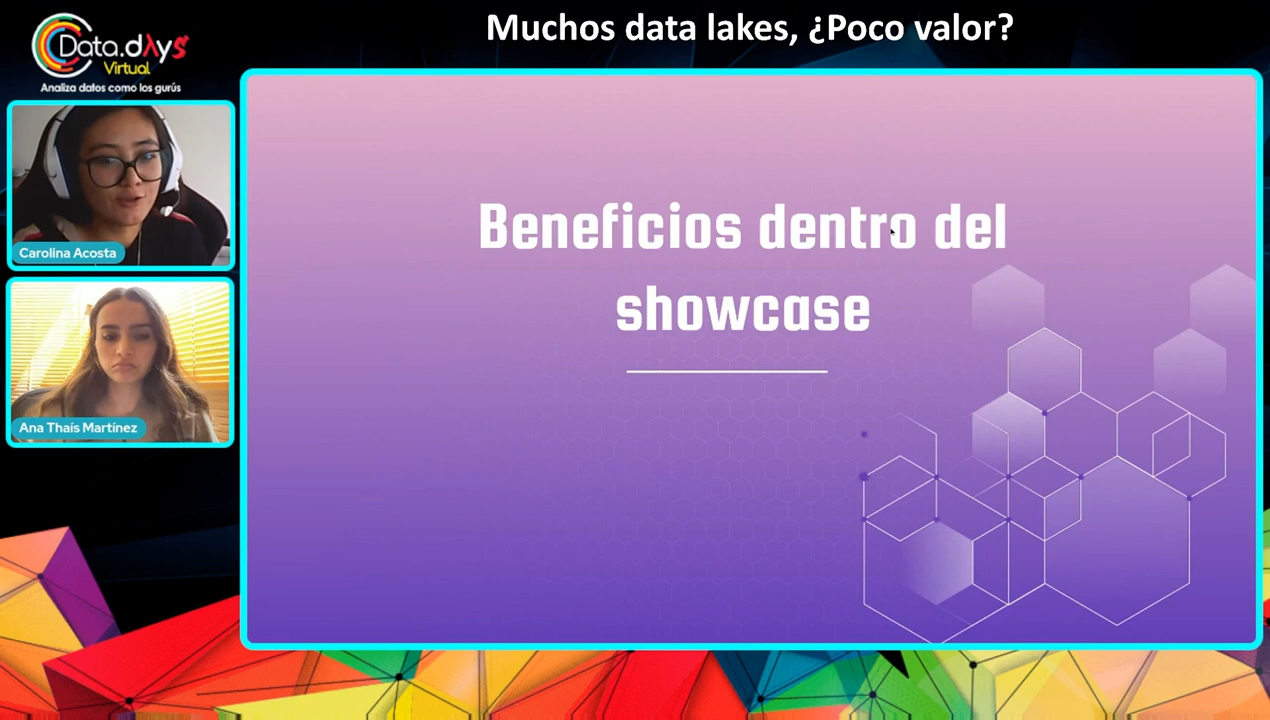 Muchos data lakes, ¿Poco valor?
Data.dAys
Virtual
Analiza datos como los gurús
Carolina Acosta
Ana Thaís Martínez
Beneficios dentro del
showcase